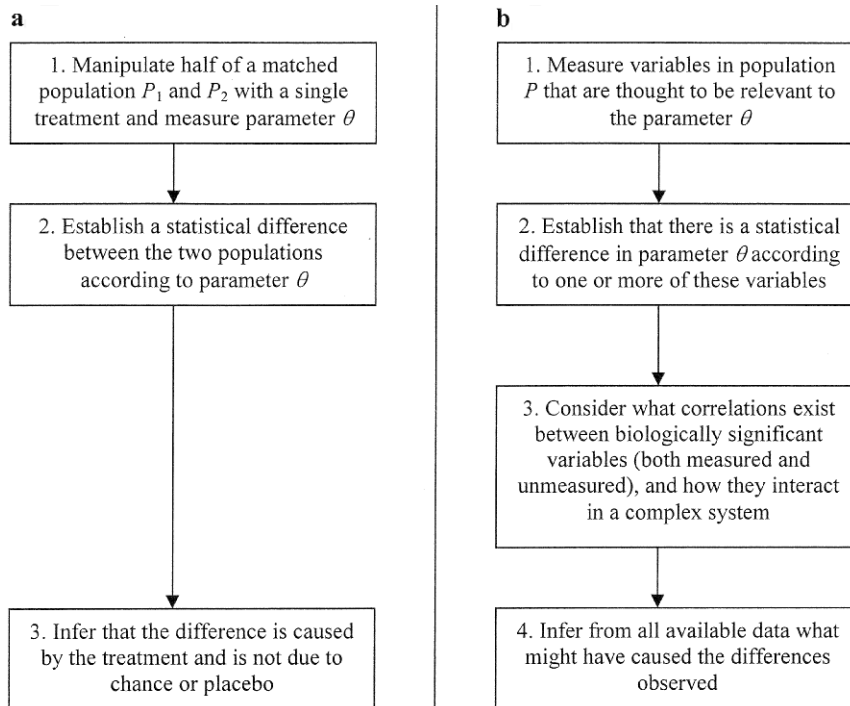 a
1. Manipulate half of a matched
population P1 and P2 with a single
treatment and measure parameter θ
2. Establish a statistical difference
between the two populations
according to parameter θ
3. Infer that the difference is caused
by the treatment and is not due to
chance or placebo
b
1. Measure variables in population
P that are thought to be relevant to
the parameter θ
2. Establish that there is a statistical
difference in parameter θ according
to one or more of these variables
3. Consider what correlations exist
between biologically significant
variables (both measured and
unmeasured), and how they interact
in a complex system
4. Infer from all available data what
might have caused the differences
observed